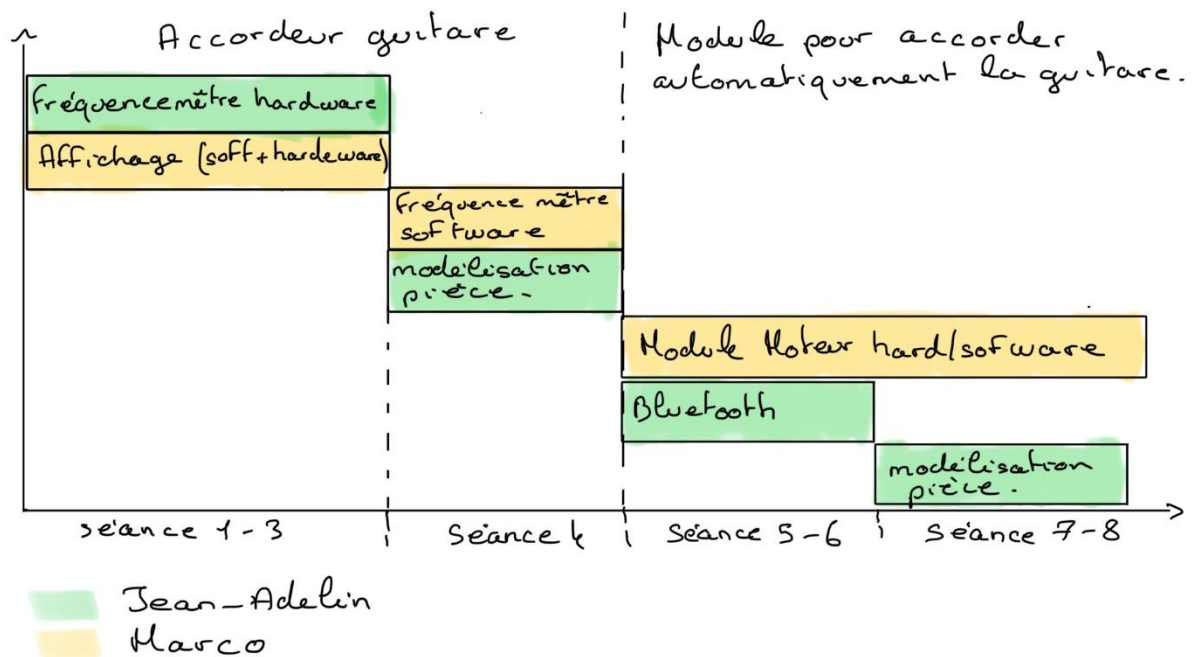 Accordeur guitare
Module pour accorder
automatiquement la guitare.
fréquencemètre hardware
Affichage (soft+hardeware)
fréquence mètre
software
modélisation
pièce.
Module Moteur hard/sofware
Bluetooth
modélisation
pièce.
séance 1-3
séance 4
séance 5-6
séance 7-8
Jean-Adelin
Marco